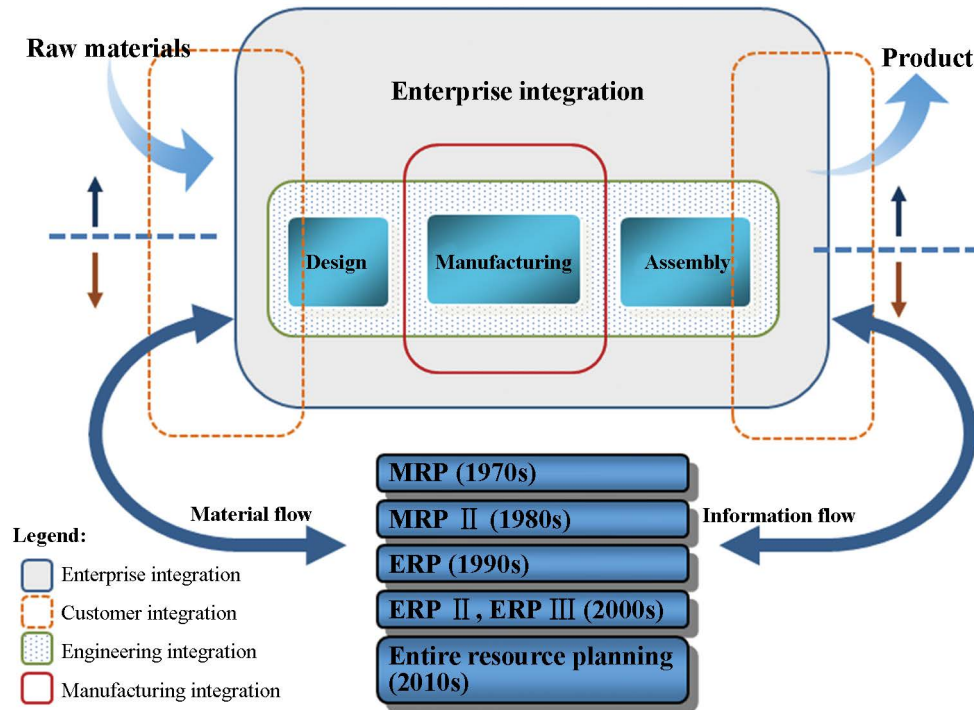 Raw materials
Product
Enterprise integration
Design
Manufacturing
Assembly
MRP (1970s)
MRP Ⅱ (1980s)
ERP (1990s)
ERP Ⅱ , ERP Ⅲ (2000s)
Entire resource planning
(2010s)
Material flow
Information flow
Legend:
Enterprise integration
Customer integration
Engineering integration
Manufacturing integration